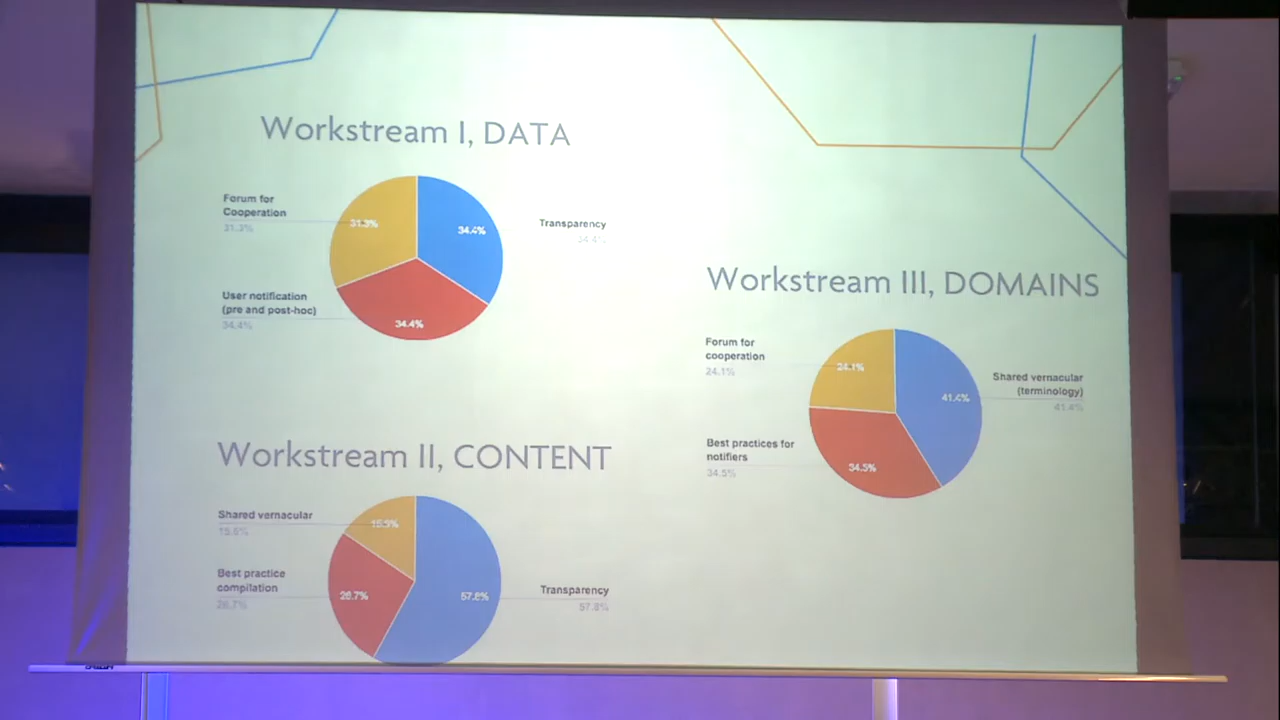 Workstream I, DATA
Forum for
Cooperation
31.3%
31.3%
34.4%
Transparency
34.4%
User notification
(pre and post-hoc)
34.4%
34.4%
Workstream II, CONTENT
Shared vernacular
15.6%
Best practice
compilation
26.7%
26.7%
57.8%
Transparency
57.8%
Workstream III, DOMAINS
Forum for
cooperation
24.1%
24.1%
41.4%
Shared vernacular
(terminology)
41.4%
Best practices for
notifiers
34.5%
34.5%